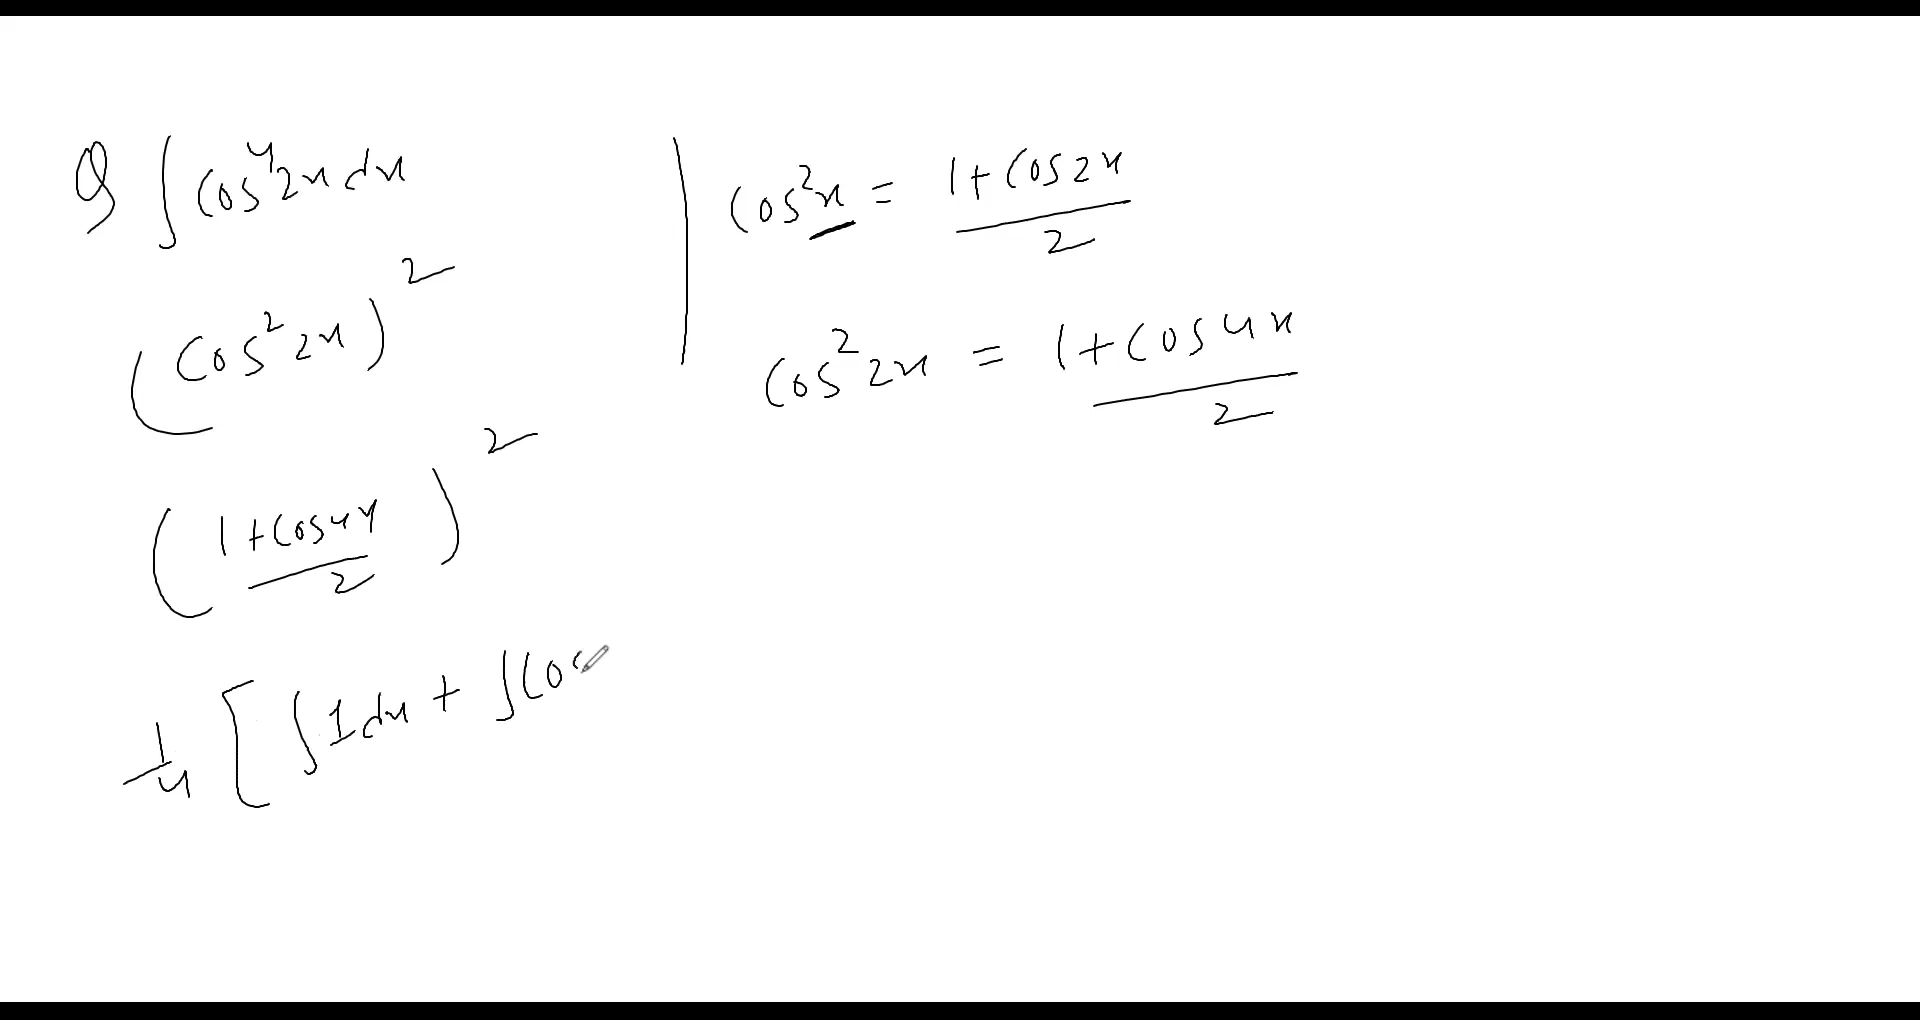 Q ∫ cos⁴2x dx
(cos²2x)²
((1+cos4x)/2)²
1/4 [ ∫1dx + ∫cos
cos²x = (1+cos2x)/2
cos²2x = (1+cos4x)/2